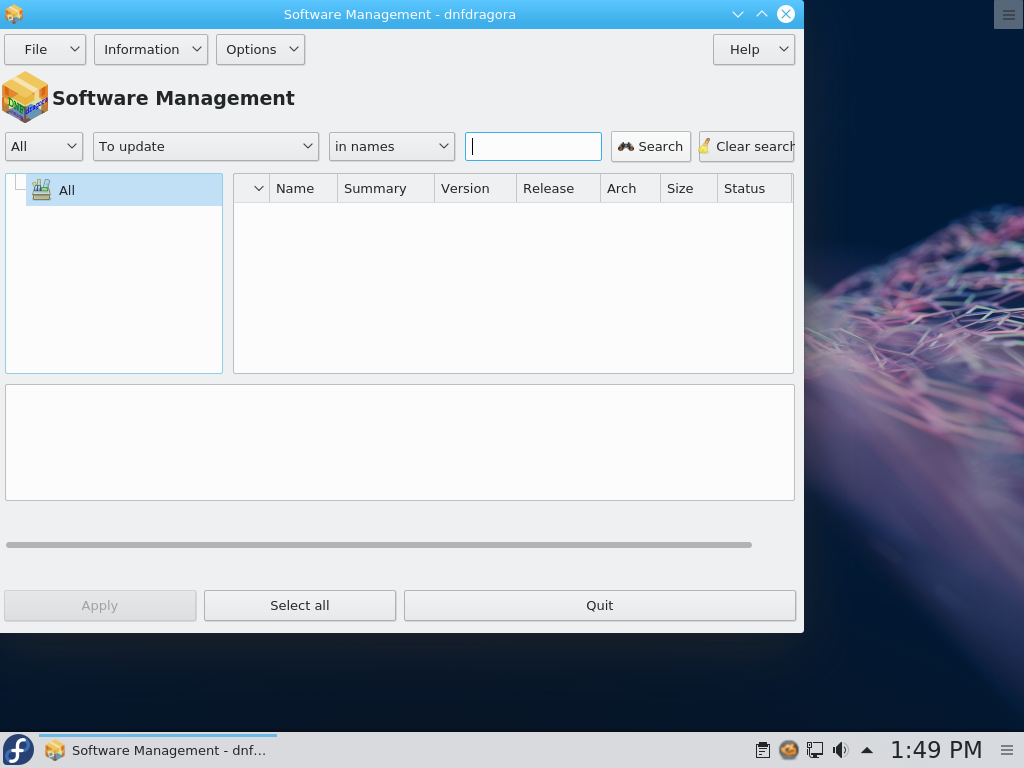 Software Management - dnfdragora
File Information Options Help
Software Management
All To update in names Search Clear search
All
Name Summary Version Release Arch Size Status
Apply Select all Quit
Software Management - dnf... 1:49 PM